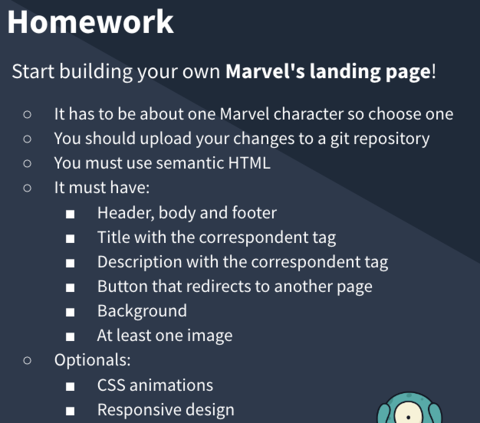 Homework
Start building your own Marvel's landing page!
○ It has to be about one Marvel character so choose one
○ You should upload your changes to a git repository
○ You must use semantic HTML
○ It must have:
■ Header, body and footer
■ Title with the correspondent tag
■ Description with the correspondent tag
■ Button that redirects to another page
■ Background
■ At least one image
○ Optionals:
■ CSS animations
■ Responsive design